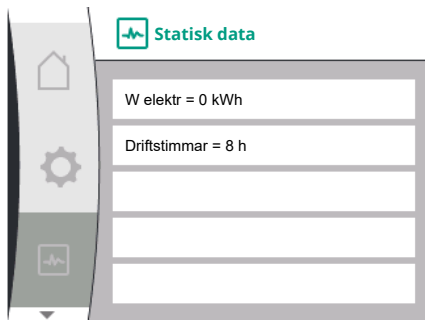 Statisk data
W elektr = 0 kWh
Driftstimmar = 8 h